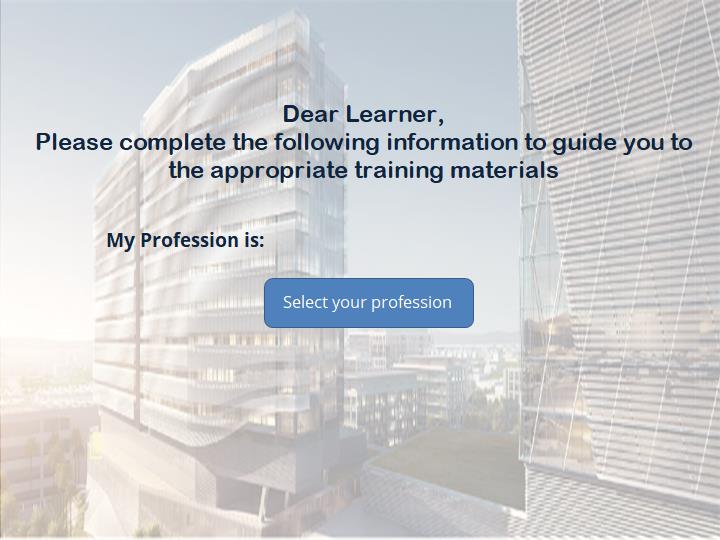 Dear Learner,
Please complete the following information to guide you to
the appropriate training materials
My Profession is:
Select your profession